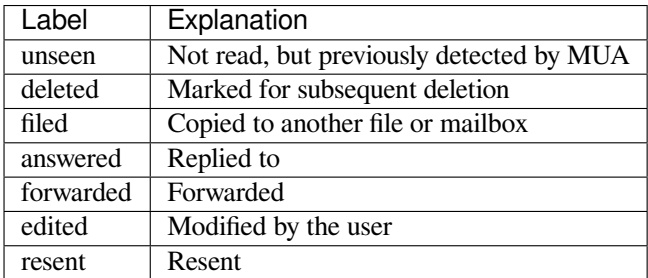 Label Explanation
unseen Not read, but previously detected by MUA
deleted Marked for subsequent deletion
filed Copied to another file or mailbox
answered Replied to
forwarded Forwarded
edited Modified by the user
resent Resent